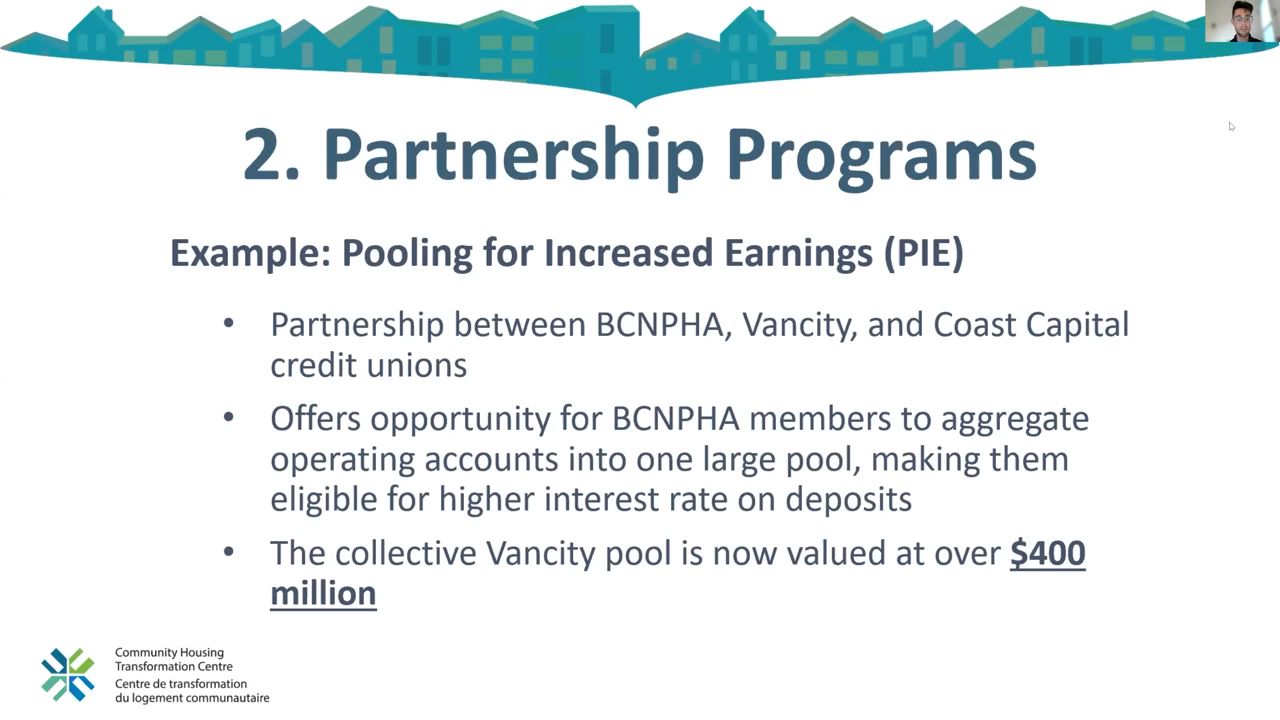 2. Partnership Programs
Example: Pooling for Increased Earnings (PIE)
• Partnership between BCNPHA, Vancity, and Coast Capital
credit unions
• Offers opportunity for BCNPHA members to aggregate
operating accounts into one large pool, making them
eligible for higher interest rate on deposits
• The collective Vancity pool is now valued at over $400
million
Community Housing
Transformation Centre
Centre de transformation
du logement communautaire